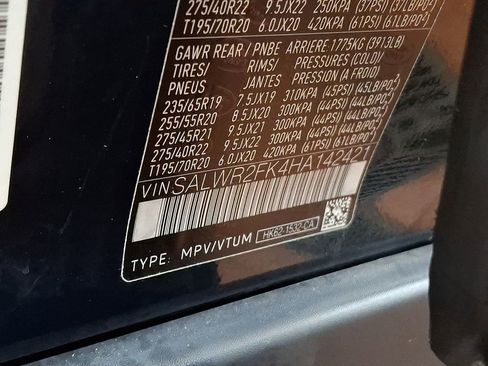 275/40R22 9.5JX22 250KPA (37PSI) (37LB/PO²)
T195/70R20 6.0JX20 420KPA (61PSI) (61LB/PO²)
GAWR REAR / PNBE ARRIERE 1775KG (3913LB)
TIRES/ RIMS/ PRESSURES (COLD)/
PNEUS JANTES PRESSION (A FROID)
235/65R19 7.5JX19 310KPA (45PSI) (45LB/PO²)
255/55R20 8.5JX20 300KPA (44PSI) (44LB/PO²)
275/45R21 9.5JX21 300KPA (44PSI) (44LB/PO²)
275/40R22 9.5JX22 300KPA (44PSI) (44LB/PO²)
T195/70R20 6.0JX20 420KPA (61PSI) (61LB/PO²)
VINSALWR2FK4HA142421
TYPE: MPV/VTUM HK62-1532-CA